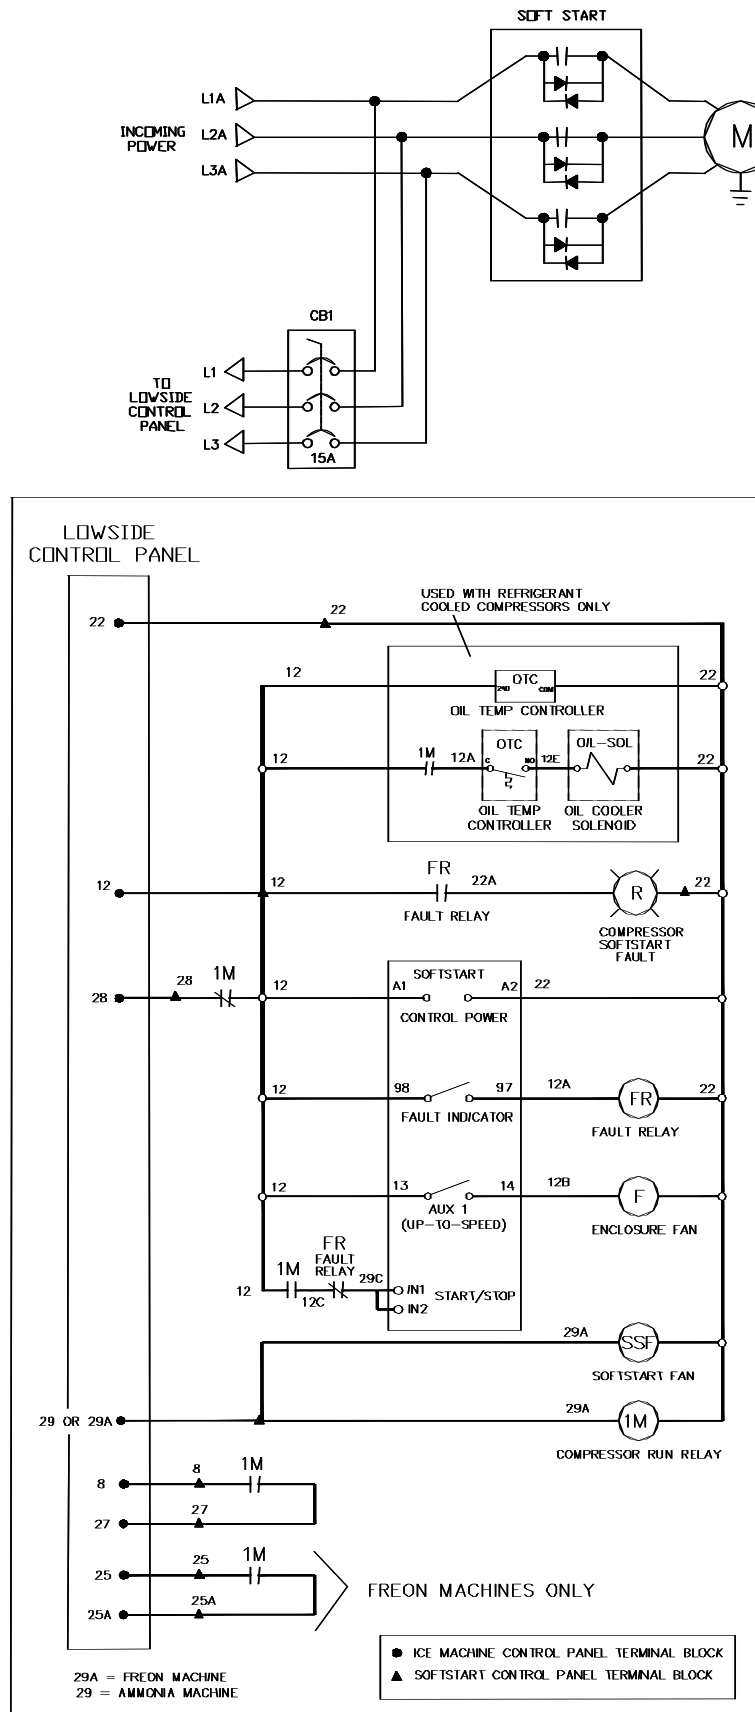 SOFT START
L1A
INCOMING
POWER
L2A
L3A
M
CB1
L1
TO
LOWSIDE
CONTROL
PANEL
L2
L3
15A
LOWSIDE
CONTROL PANEL
USED WITH REFRIGERANT
COOLED COMPRESSORS ONLY
22 22
12 OTC 22
240 COM
OIL TEMP CONTROLLER
12 1M 12A OTC 12E OIL-SOL 22
C NO
OIL TEMP
CONTROLLER
OIL COOLER
SOLENOID
12 12 FR 22A R 22
FAULT RELAY
COMPRESSOR
SOFTSTART
FAULT
SOFTSTART
28 28 1M 12 A1 A2 22
CONTROL POWER
12 98 97 12A FR 22
FAULT INDICATOR
FAULT RELAY
12 13 14 12B F
AUX 1
(UP-TO-SPEED)
ENCLOSURE FAN
FR
FAULT
RELAY
12 1M 12C 29C IN1
IN2
START/STOP
29A SSF
SOFTSTART FAN
29 OR 29A 29A 1M
COMPRESSOR RUN RELAY
8 8 1M
27 27
25 25 1M
25A 25A
FREON MACHINES ONLY
ICE MACHINE CONTROL PANEL TERMINAL BLOCK
SOFTSTART CONTROL PANEL TERMINAL BLOCK
29A = FREON MACHINE
29 = AMMONIA MACHINE